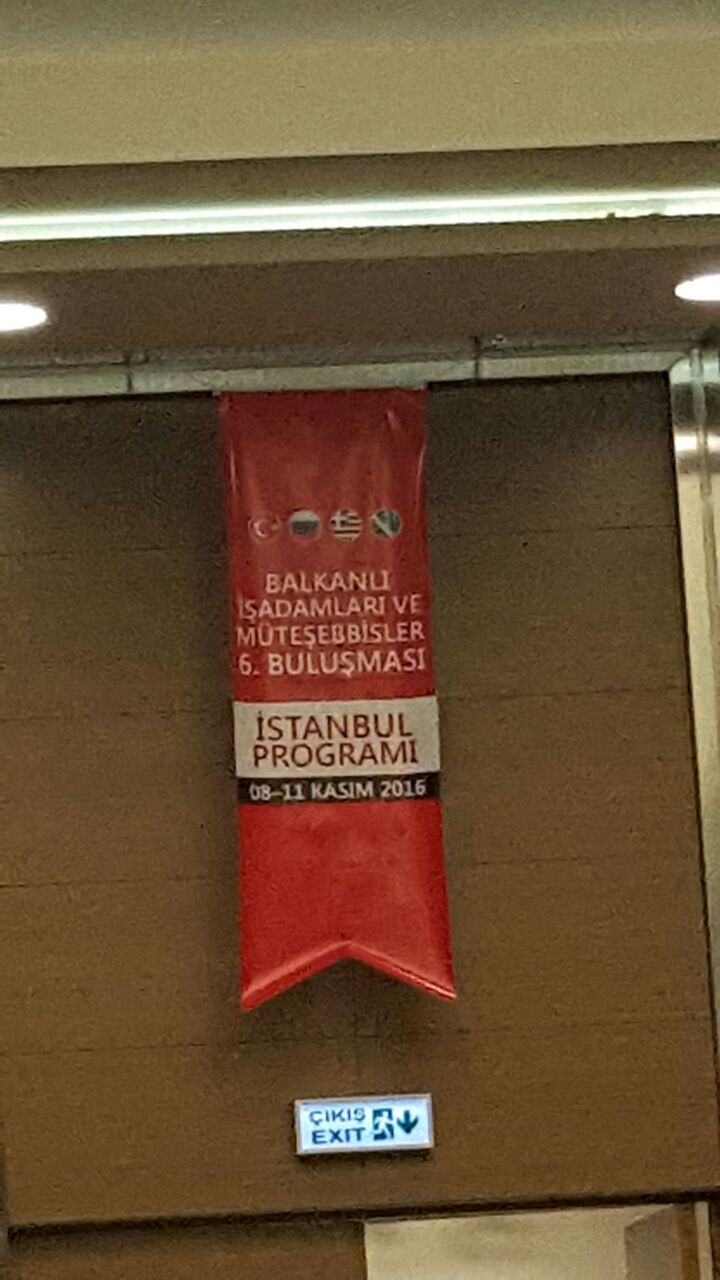 BALKANLI
İŞADAMLARI VE
MÜTEŞEBBİSLER
6. BULUŞMASI
İSTANBUL
PROGRAMI
08-11 KASIM 2016
ÇIKIŞ
EXIT